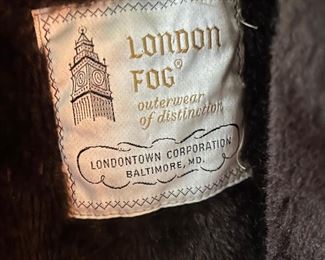 LONDON
FOG®
outerwear
of distinction
LONDONTOWN CORPORATION
BALTIMORE, MD.